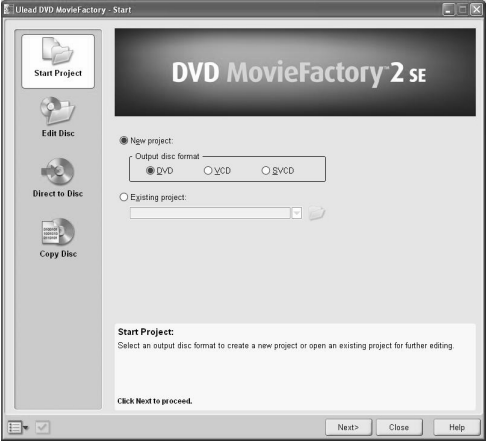 Ulead DVD MovieFactory - Start
Start Project
Edit Disc
Direct to Disc
Copy Disc
DVD MovieFactory™2 SE
New project:
Output disc format
DVD VCD SVCD
Existing project:
Start Project:
Select an output disc format to create a new project or open an existing project for further editing.
Click Next to proceed.
Next> Close Help